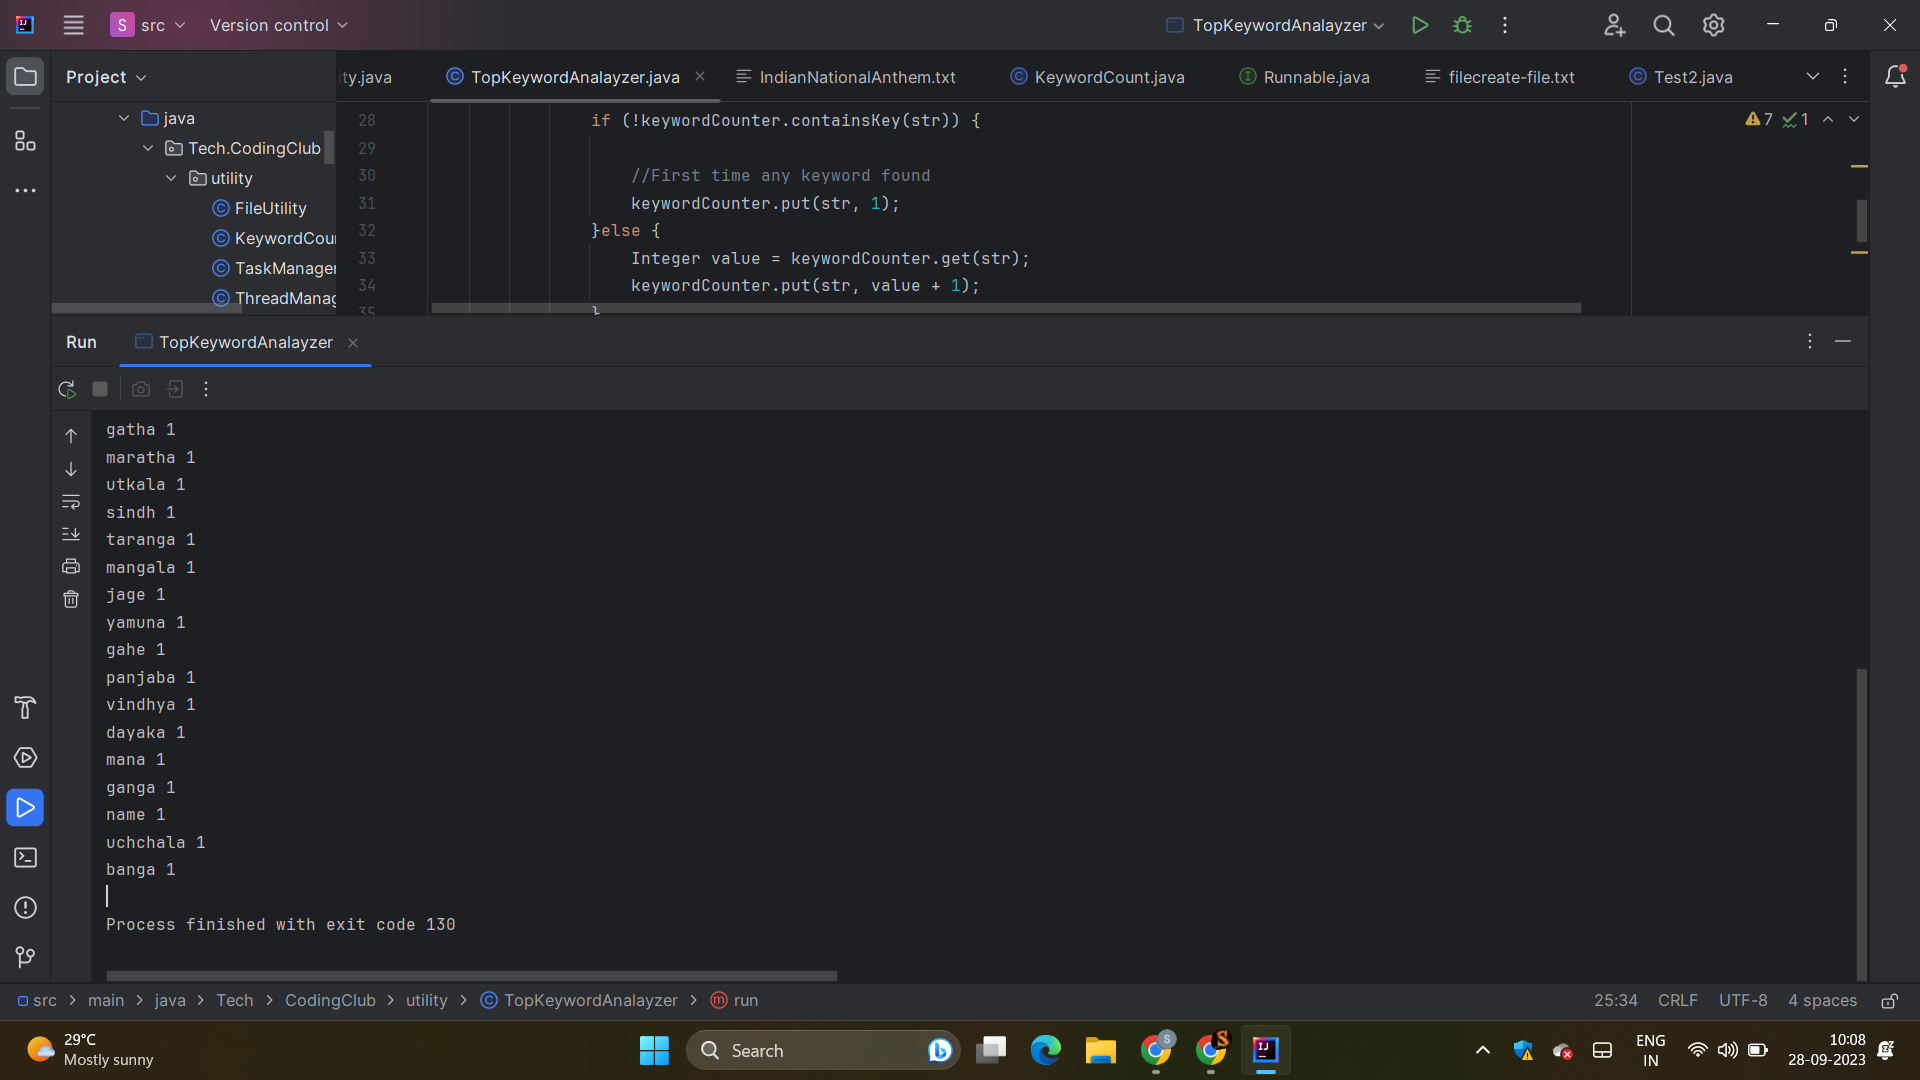 S src Version control TopKeywordAnalayzer
Project
ity.java TopKeywordAnalayzer.java IndianNationalAnthem.txt KeywordCount.java Runnable.java filecreate-file.txt Test2.java
java
Tech.CodingClub
utility
FileUtility
KeywordCou
TaskManager
ThreadManag
28 if (!keywordCounter.containsKey(str)) {
29
30 //First time any keyword found
31 keywordCounter.put(str, 1);
32 }else {
33 Integer value = keywordCounter.get(str);
34 keywordCounter.put(str, value + 1);
35 }
7 1
Run TopKeywordAnalayzer
gatha 1
maratha 1
utkala 1
sindh 1
taranga 1
mangala 1
jage 1
yamuna 1
gahe 1
panjaba 1
vindhya 1
dayaka 1
mana 1
ganga 1
name 1
uchchala 1
banga 1
Process finished with exit code 130
src > main > java > Tech > CodingClub > utility > TopKeywordAnalayzer > run
25:34 CRLF UTF-8 4 spaces
29°C
Mostly sunny
Search
ENG
IN
10:08
28-09-2023